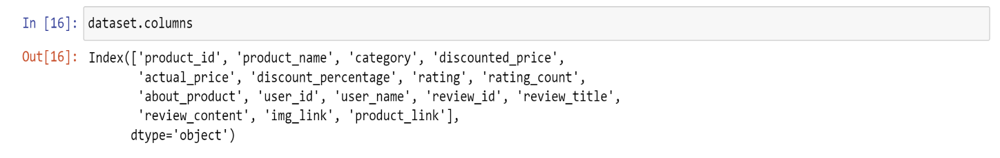 In [16]: dataset.columns
Out[16]: Index(['product_id', 'product_name', 'category', 'discounted_price',
'actual_price', 'discount_percentage', 'rating', 'rating_count',
'about_product', 'user_id', 'user_name', 'review_id', 'review_title',
'review_content', 'img_link', 'product_link'],
dtype='object')